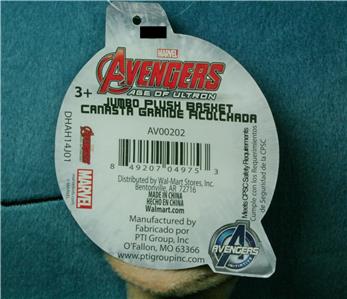 MARVEL
AVENGERS
AGE OF ULTRON
3+
JUMBO PLUSH BASKET
CANASTA GRANDE ACOLCHADA
AV00202
DHAH14J01
8 49207 04975 3
Meets CPSC Safety Requirements
Cumple con los Requerimientos
de Seguridad de la CPSC
MARVEL
Distributed by Wal-Mart Stores, Inc.
Bentonville, AR 72716
MADE IN CHINA
HECHO EN CHINA
Walmart.com
Manufactured by
Fabricado por
PTI Group, Inc
O'Fallon, MO 63366
www.ptigroupinc.com
AVENGERS